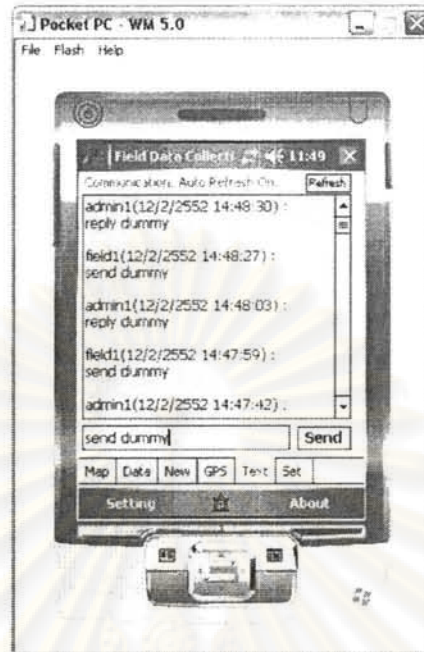 Pocket PC - WM 5.0
File Flash Help
Field Data Collecti 11:49
Communication: Auto Refresh On. Refresh
admin1(12/2/2552 14:48:30) :
reply dummy
field1(12/2/2552 14:48:27) :
send dummy
admin1(12/2/2552 14:48:03) :
reply dummy
field1(12/2/2552 14:47:59) :
send dummy
admin1(12/2/2552 14:47:42) :
send dummy Send
Map Data New GPS Text Set
Setting About